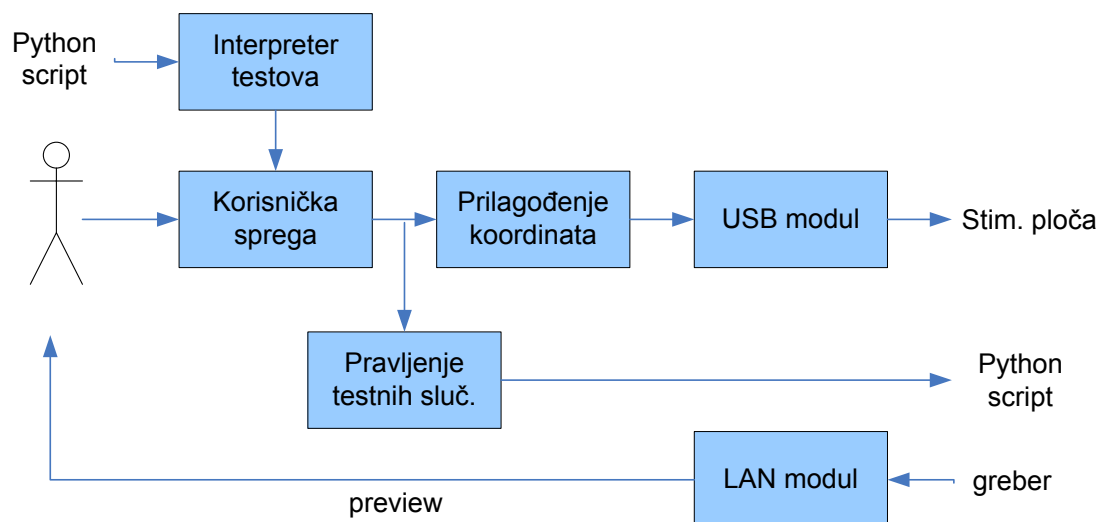 Python
script
Interpreter
testova
Korisnička
sprega
Prilagođenje
koordinata
USB modul
Stim. ploča
Pravljenje
testnih sluč.
Python
script
LAN modul
greber
preview